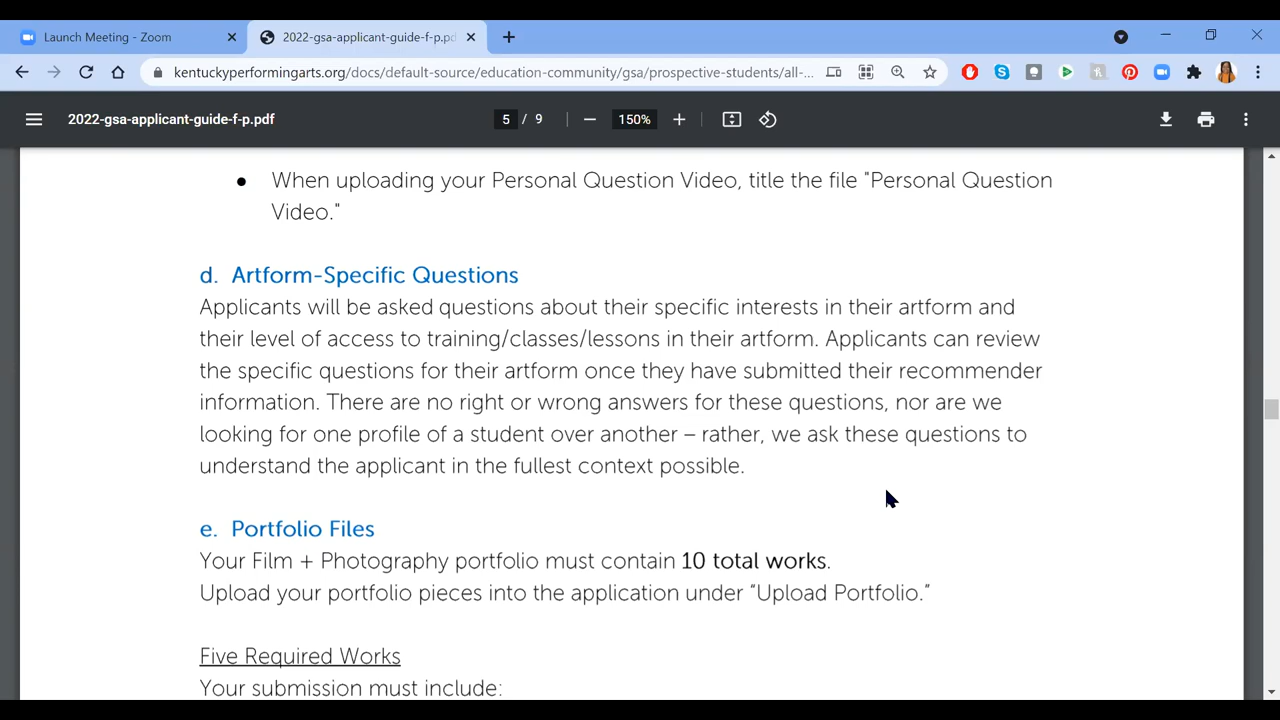 Launch Meeting - Zoom
2022-gsa-applicant-guide-f-p.pd
kentuckyperformingarts.org/docs/default-source/education-community/gsa/prospective-students/all-...
2022-gsa-applicant-guide-f-p.pdf
5 / 9
150%
● When uploading your Personal Question Video, title the file "Personal Question
Video."
d. Artform-Specific Questions
Applicants will be asked questions about their specific interests in their artform and
their level of access to training/classes/lessons in their artform. Applicants can review
the specific questions for their artform once they have submitted their recommender
information. There are no right or wrong answers for these questions, nor are we
looking for one profile of a student over another – rather, we ask these questions to
understand the applicant in the fullest context possible.
e. Portfolio Files
Your Film + Photography portfolio must contain 10 total works.
Upload your portfolio pieces into the application under “Upload Portfolio.”
Five Required Works
Your submission must include: